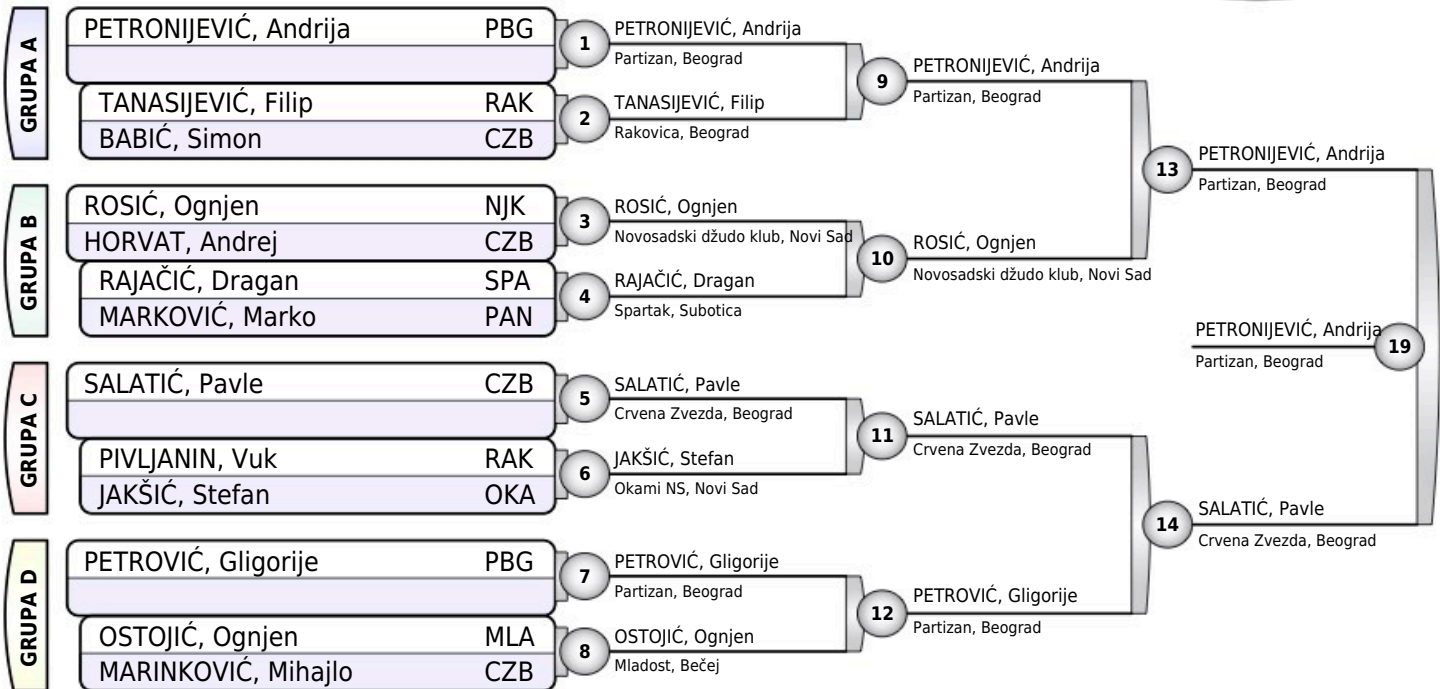 GRUPA A
PETRONIJEVIĆ, Andrija PBG
TANASIJEVIĆ, Filip RAK
BABIĆ, Simon CZB
GRUPA B
ROSIĆ, Ognjen NJK
HORVAT, Andrej CZB
RAJAČIĆ, Dragan SPA
MARKOVIĆ, Marko PAN
GRUPA C
SALATIĆ, Pavle CZB
PIVLJANIN, Vuk RAK
JAKŠIĆ, Stefan OKA
GRUPA D
PETROVIĆ, Gligorije PBG
OSTOJIĆ, Ognjen MLA
MARINKOVIĆ, Mihajlo CZB
1
PETRONIJEVIĆ, Andrija
Partizan, Beograd
2
TANASIJEVIĆ, Filip
Rakovica, Beograd
3
ROSIĆ, Ognjen
Novosadski džudo klub, Novi Sad
4
RAJAČIĆ, Dragan
Spartak, Subotica
5
SALATIĆ, Pavle
Crvena Zvezda, Beograd
6
JAKŠIĆ, Stefan
Okami NS, Novi Sad
7
PETROVIĆ, Gligorije
Partizan, Beograd
8
OSTOJIĆ, Ognjen
Mladost, Bečej
9
PETRONIJEVIĆ, Andrija
Partizan, Beograd
10
ROSIĆ, Ognjen
Novosadski džudo klub, Novi Sad
11
SALATIĆ, Pavle
Crvena Zvezda, Beograd
12
PETROVIĆ, Gligorije
Partizan, Beograd
13
PETRONIJEVIĆ, Andrija
Partizan, Beograd
14
SALATIĆ, Pavle
Crvena Zvezda, Beograd
PETRONIJEVIĆ, Andrija
Partizan, Beograd
19